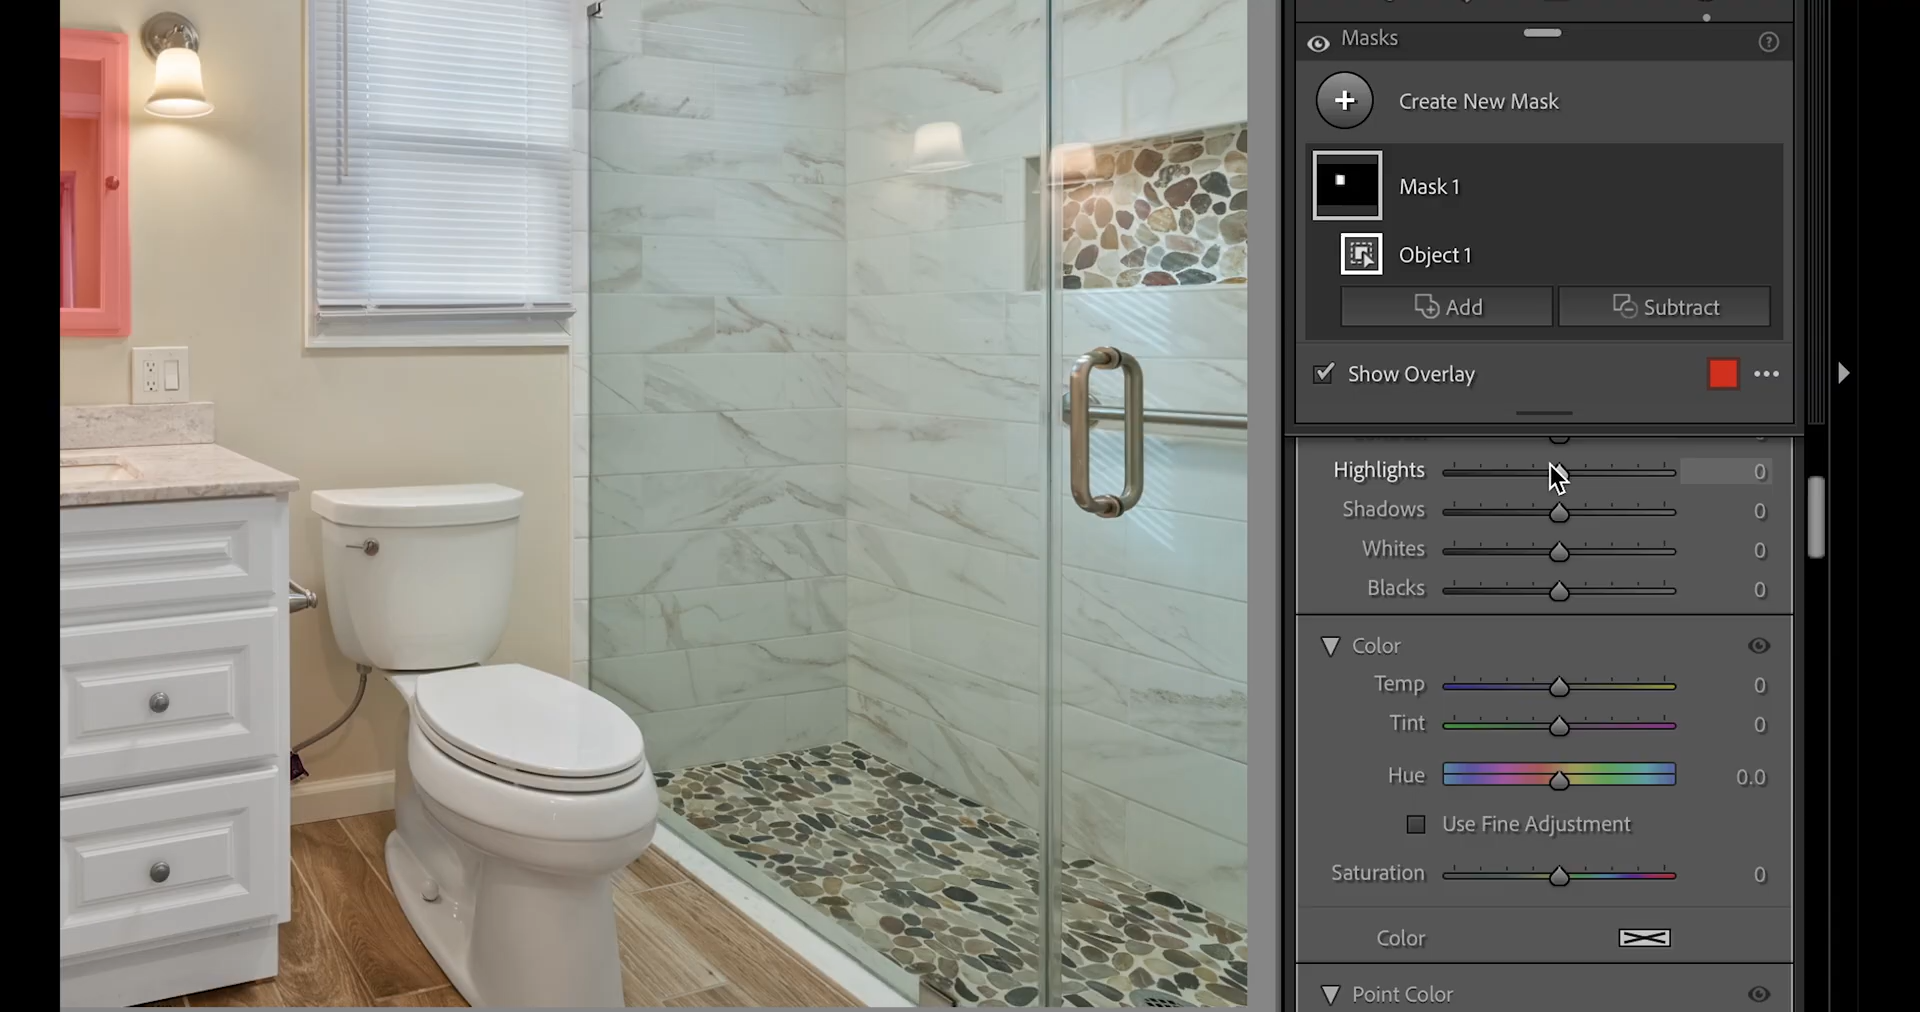 Masks
Create New Mask
Mask 1
Object 1
Add Subtract
Show Overlay
Highlights 0
Shadows 0
Whites 0
Blacks 0
Color
Temp 0
Tint 0
Hue 0.0
Use Fine Adjustment
Saturation 0
Color
Point Color